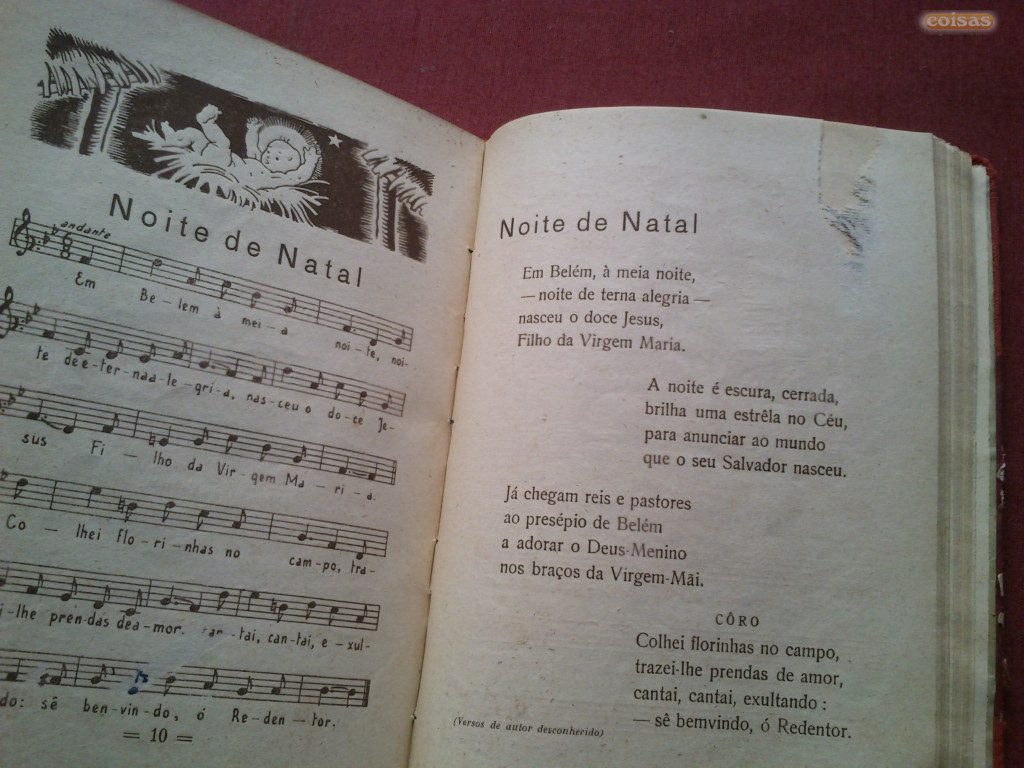 coisas
Noite de Natal
andante
Em Be-lem à mei-a noi-te, noi-
te de e-ter-na a-le-gri-a, nas-ceu o do-ce Je-
sus Fi-lho da Vir-gem Ma-ri-a.
Co-lhei flo-ri-nhas no cam-po, tra-
i-lhe pren-das de a-mor. can-tai, can-tai, e-xul-
do: sê ben-vin-do, ó Re-den-tor.
= 10 =
Noite de Natal
Em Belém, à meia noite,
— noite de terna alegria —
nasceu o doce Jesus,
Filho da Virgem Maria.
A noite é escura, cerrada,
brilha uma estrêla no Céu,
para anunciar ao mundo
que o seu Salvador nasceu.
Já chegam reis e pastores
ao presépio de Belém
a adorar o Deus-Menino
nos braços da Virgem-Mãi.
CÔRO
Colhei florinhas no campo,
trazei-lhe prendas de amor,
cantai, cantai, exultando :
— sê bemvindo, ó Redentor.
(Versos de autor desconhecido)